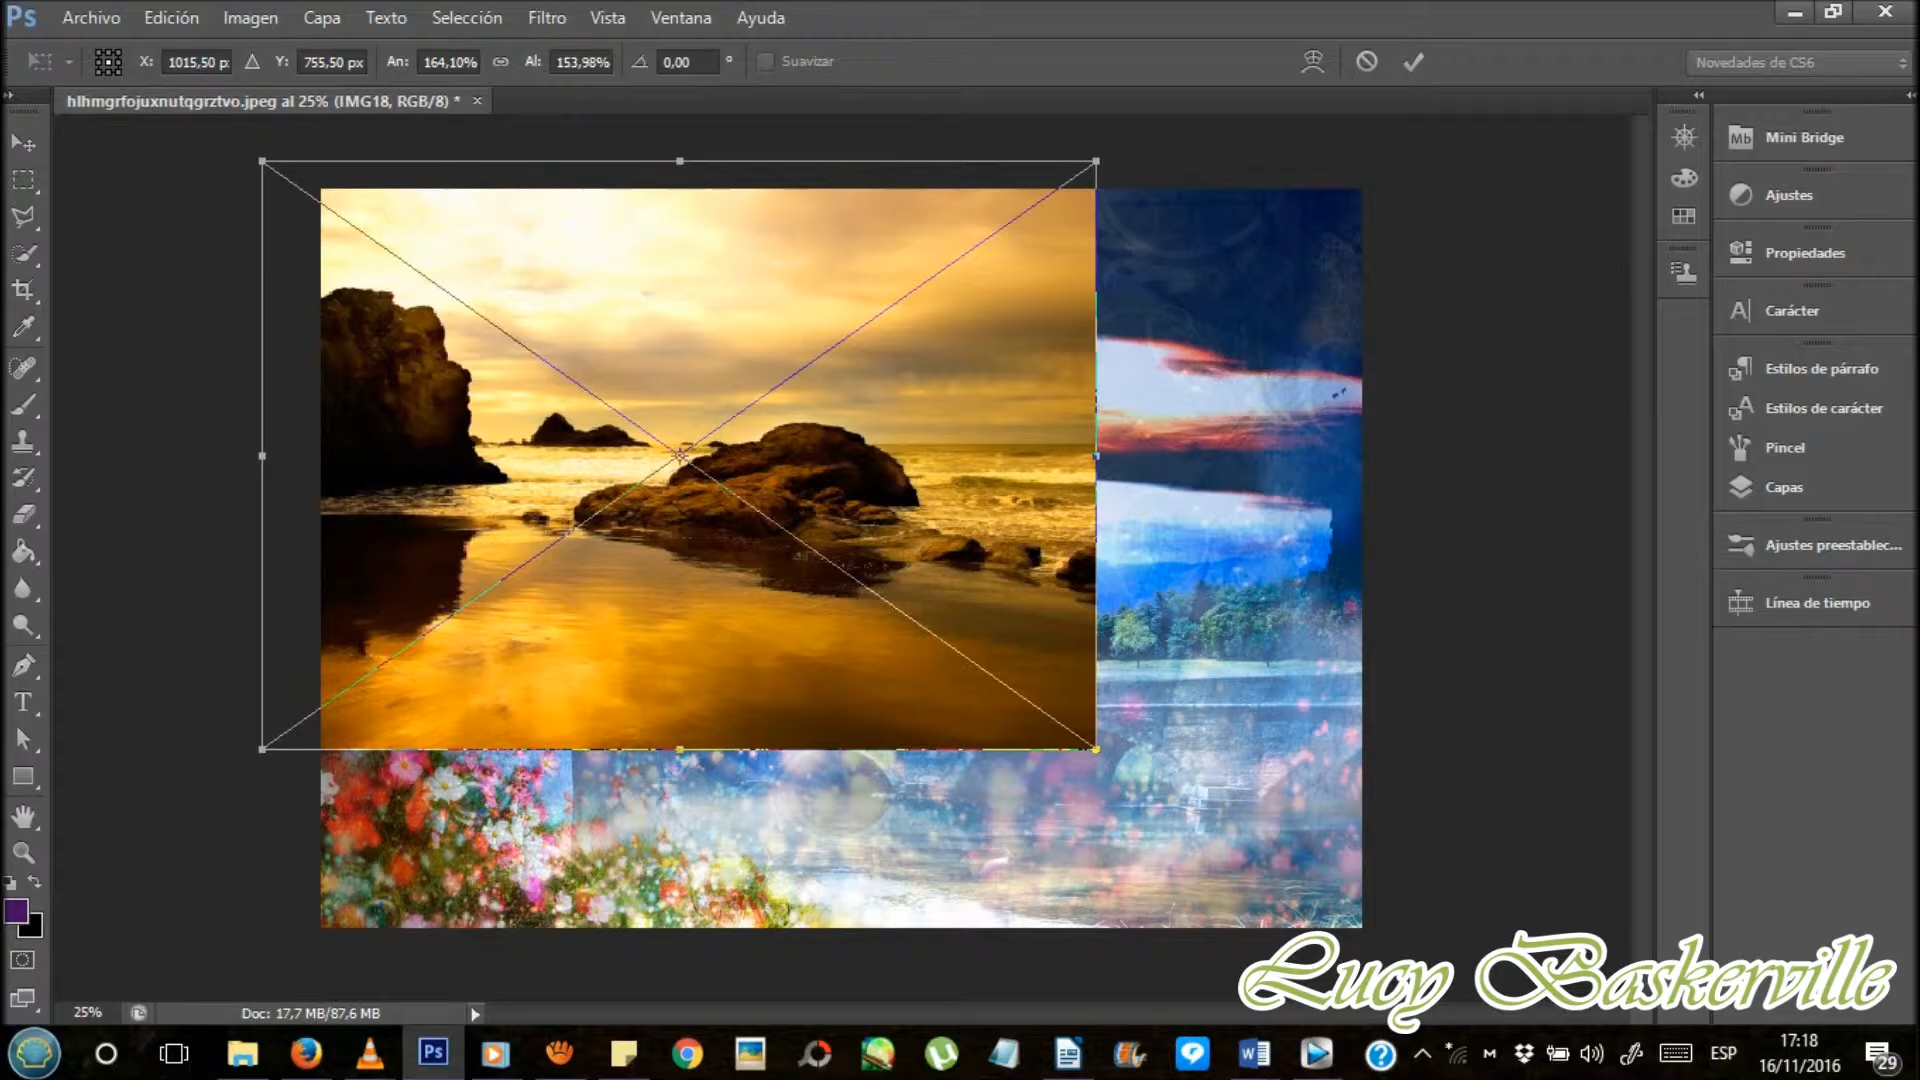 Ps Archivo Edición Imagen Capa Texto Selección Filtro Vista Ventana Ayuda
X: 1015,50 p Y: 755,50 px An: 164,10% Al: 153,98% 0,00 ° Suavizar Novedades de CS6
hlhmgrfojuxnutqgrztvo.jpeg al 25% (IMG18, RGB/8) * ×
Mb Mini Bridge
Ajustes
Propiedades
A Carácter
Estilos de párrafo
A Estilos de carácter
Pincel
Capas
Ajustes preestablec...
Línea de tiempo
T
Lucy Baskerville
25% Doc: 17,7 MB/87,6 MB
Ps W ? M ESP 17:18
16/11/2016 29